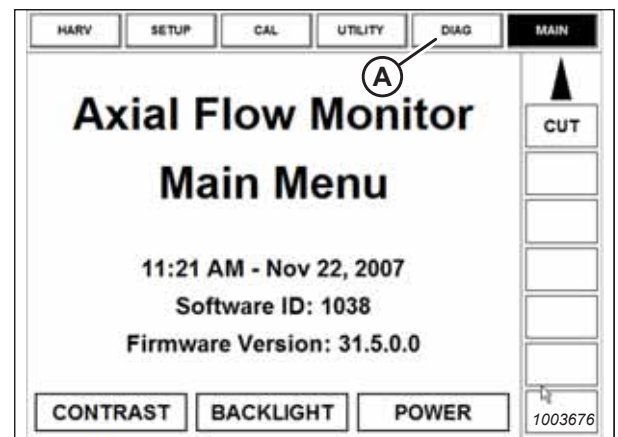 HARV SETUP CAL UTILITY DIAG MAIN
A
Axial Flow Monitor
CUT
Main Menu
11:21 AM - Nov 22, 2007
Software ID: 1038
Firmware Version: 31.5.0.0
CONTRAST BACKLIGHT POWER
1003676